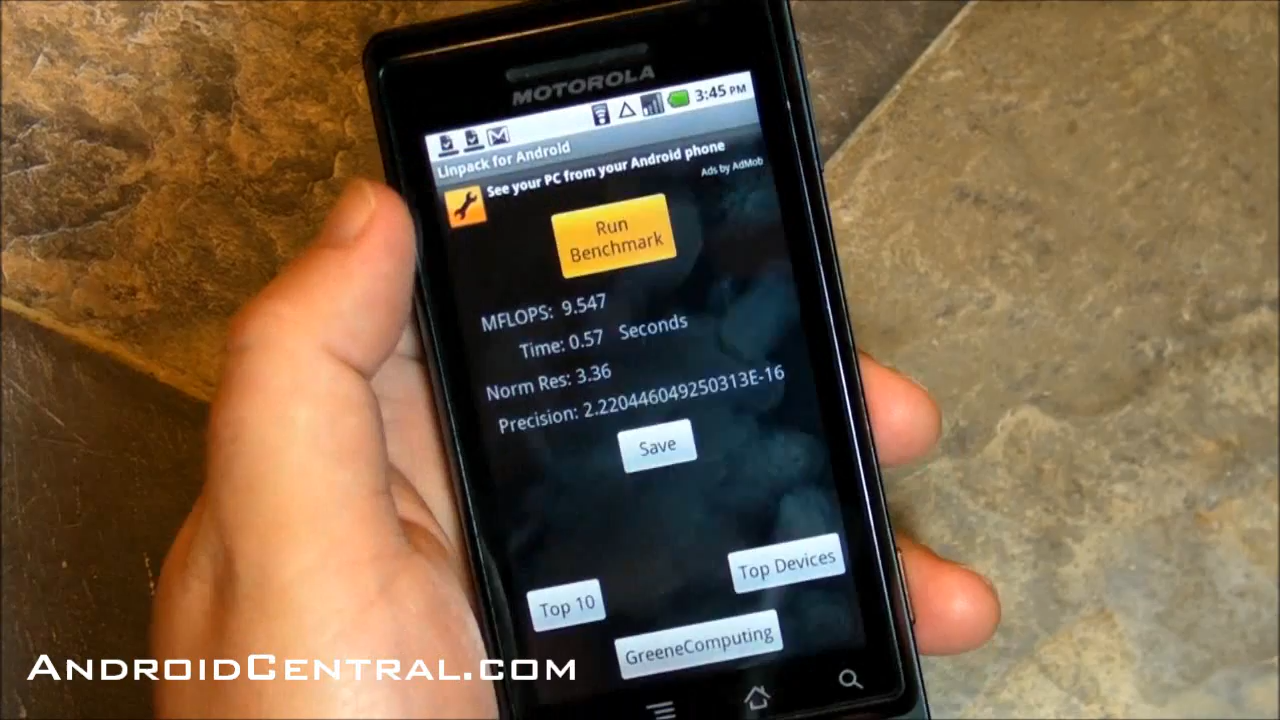 MOTOROLA
3:45 PM
Linpack for Android
See your PC from your Android phone
Ads by AdMob
Run
Benchmark
MFLOPS: 9.547
Time: 0.57 Seconds
Norm Res: 3.36
Precision: 2.220446049250313E-16
Save
Top Devices
Top 10
GreeneComputing
ANDROIDCENTRAL.COM